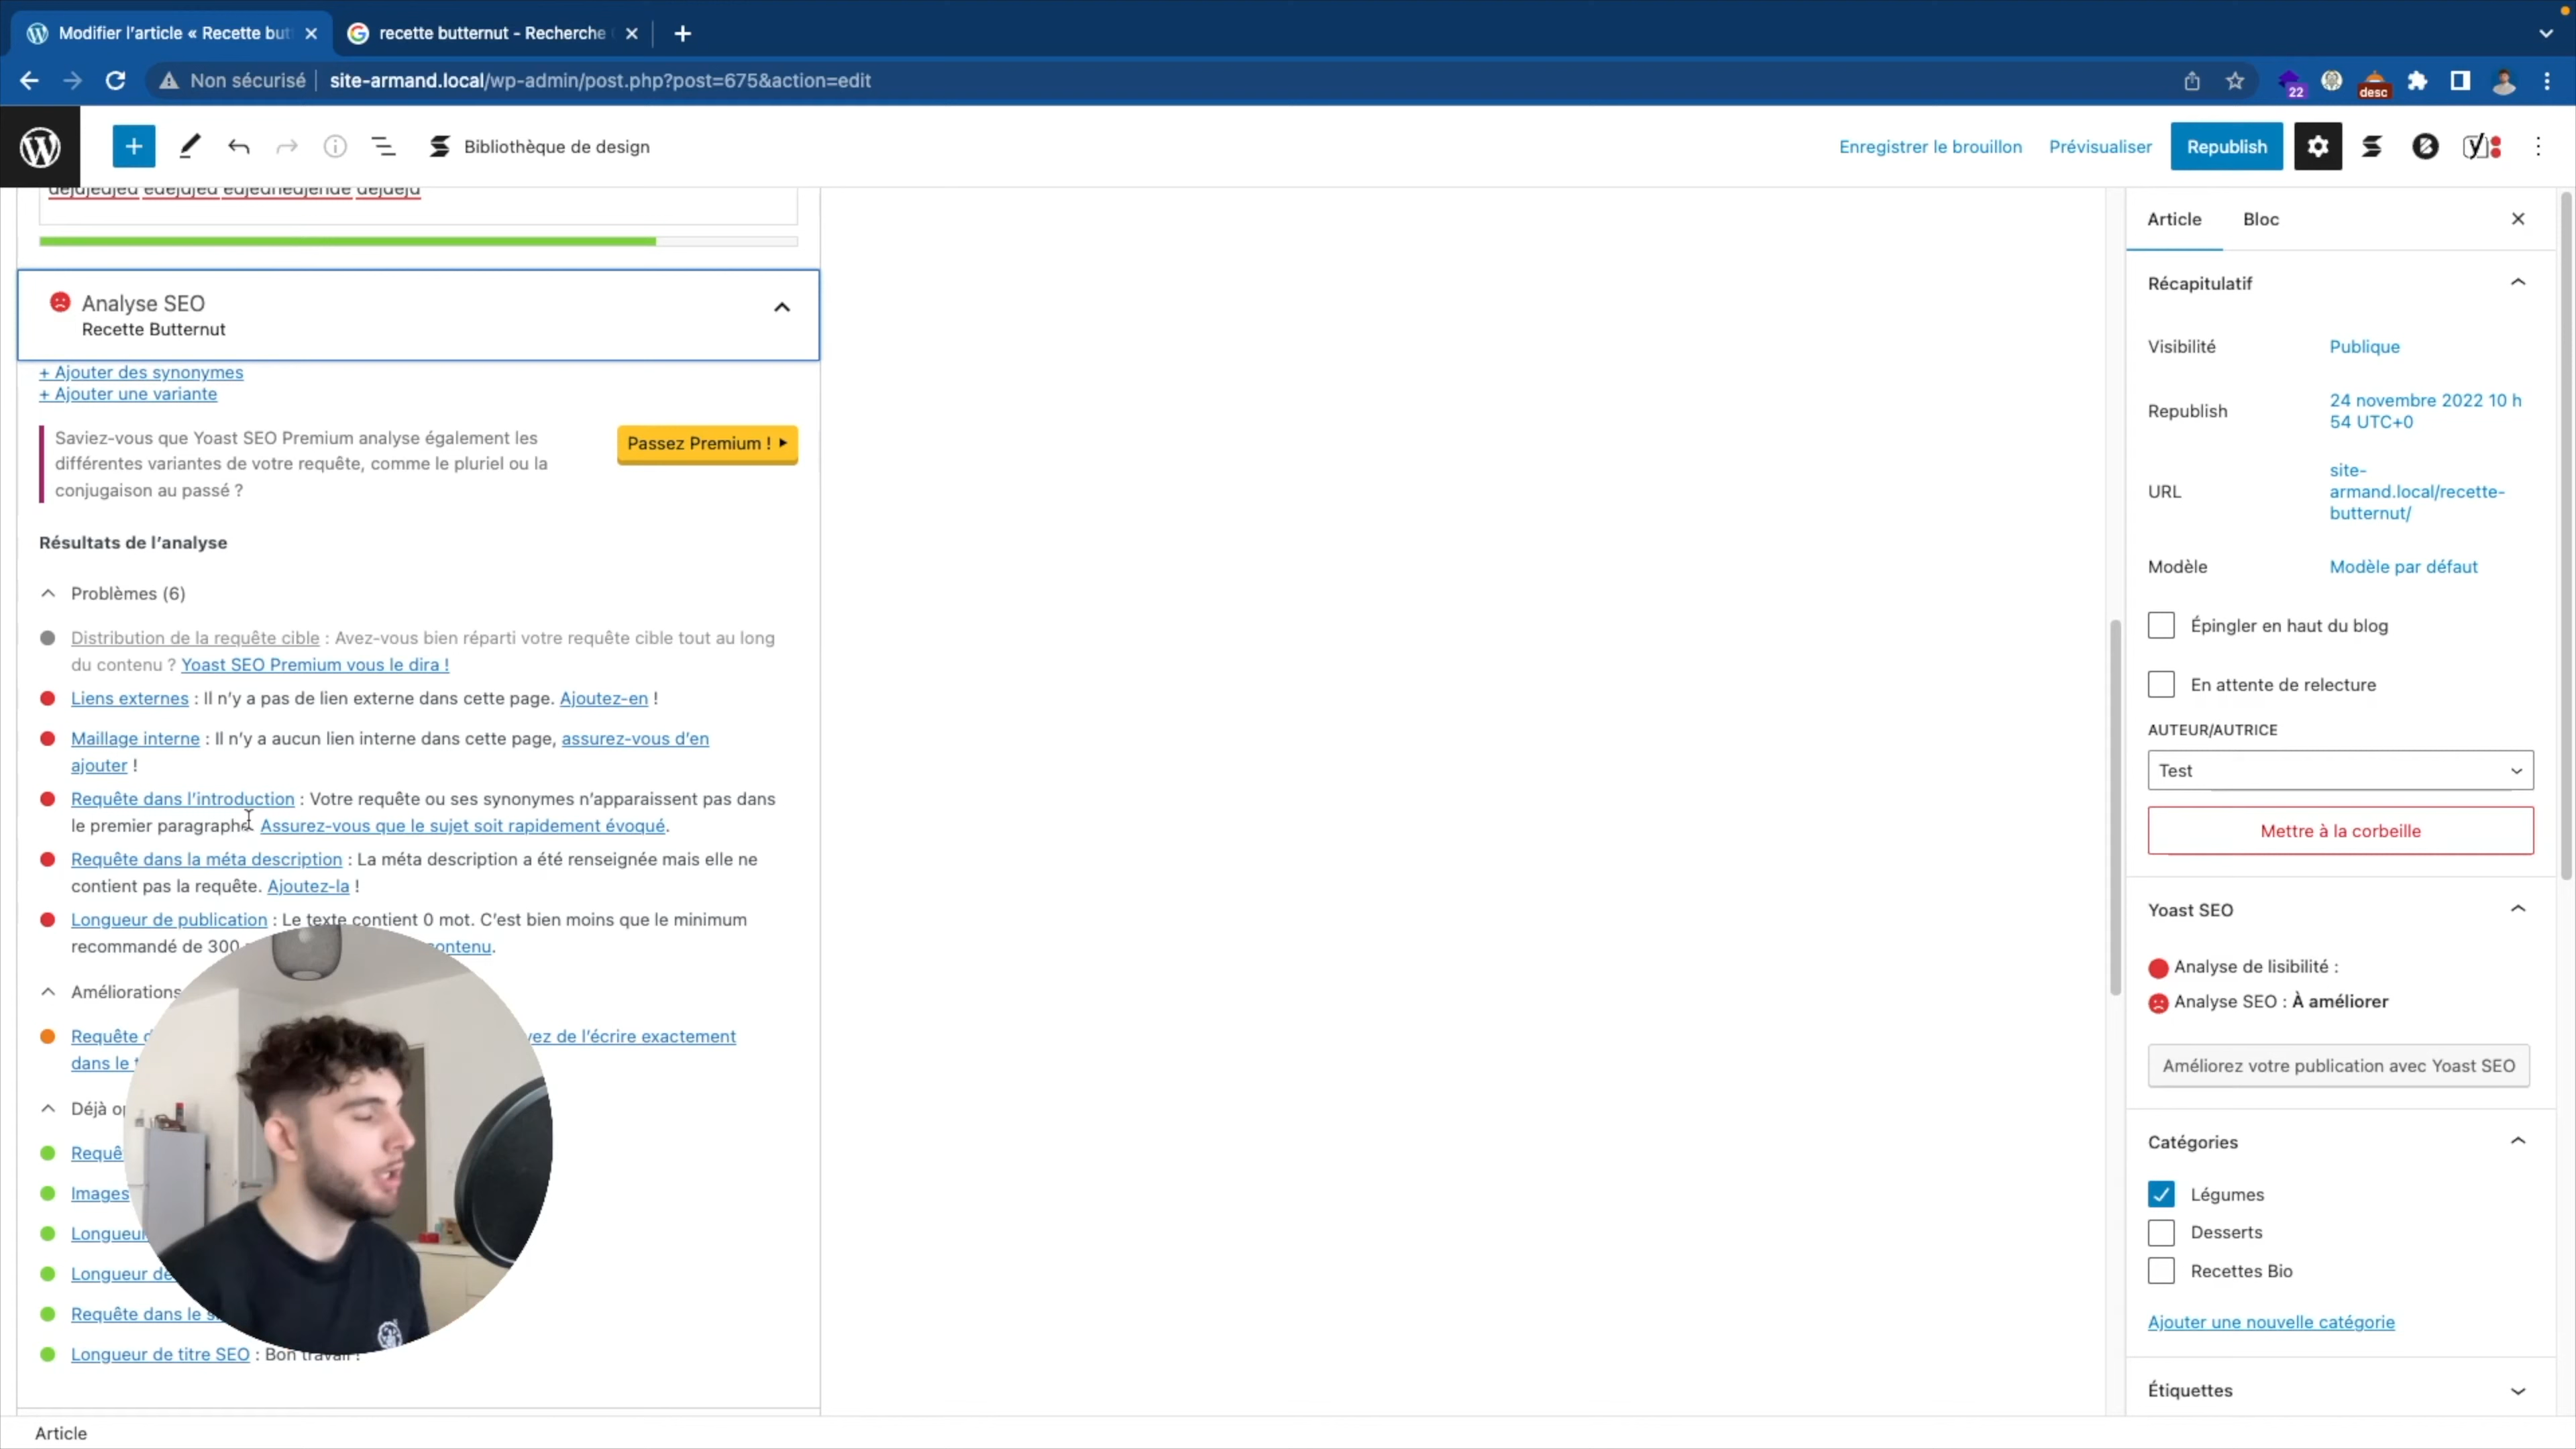 Modifier l'article « Recette but
recette butternut - Recherche
Non sécurisé
site-armand.local/wp-admin/post.php?post=675&action=edit
22
desc
Bibliothèque de design
Enregistrer le brouillon
Prévisualiser
Republish
dejdjedjed edejdjed edjednedjende dejdejd
Analyse SEO
Recette Butternut
+ Ajouter des synonymes
+ Ajouter une variante
Saviez-vous que Yoast SEO Premium analyse également les
différentes variantes de votre requête, comme le pluriel ou la
conjugaison au passé ?
Passez Premium !
Résultats de l'analyse
Problèmes (6)
Distribution de la requête cible : Avez-vous bien réparti votre requête cible tout au long
du contenu ? Yoast SEO Premium vous le dira !
Liens externes : Il n'y a pas de lien externe dans cette page. Ajoutez-en !
Maillage interne : Il n'y a aucun lien interne dans cette page, assurez-vous d'en
ajouter !
Requête dans l'introduction : Votre requête ou ses synonymes n'apparaissent pas dans
le premier paragraphe. Assurez-vous que le sujet soit rapidement évoqué.
Requête dans la méta description : La méta description a été renseignée mais elle ne
contient pas la requête. Ajoutez-la !
Longueur de publication : Le texte contient 0 mot. C'est bien moins que le minimum
recommandé de 300 contenu.
Améliorations
Requête vez de l'écrire exactement
dans le
Déjà
Requê
Images
Longueur
Longueur de
Requête dans le
Longueur de titre SEO : Bon travail !
Article
Article
Bloc
Récapitulatif
Visibilité
Publique
Republish
24 novembre 2022 10 h
54 UTC+0
URL
site-
armand.local/recette-
butternut/
Modèle
Modèle par défaut
Épingler en haut du blog
En attente de relecture
AUTEUR/AUTRICE
Test
Mettre à la corbeille
Yoast SEO
Analyse de lisibilité :
Analyse SEO : À améliorer
Améliorez votre publication avec Yoast SEO
Catégories
Légumes
Desserts
Recettes Bio
Ajouter une nouvelle catégorie
Étiquettes